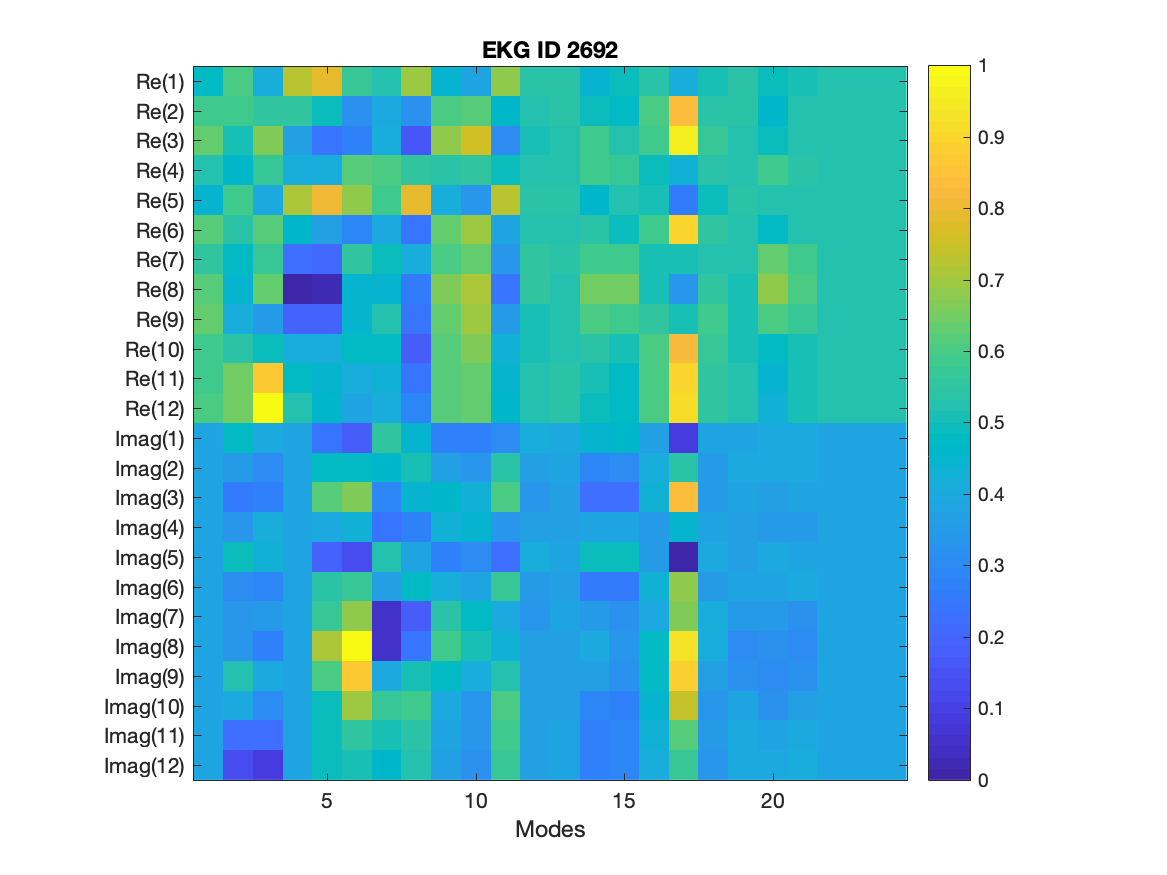 EKG ID 2692
Re(1)
Re(2)
Re(3)
Re(4)
Re(5)
Re(6)
Re(7)
Re(8)
Re(9)
Re(10)
Re(11)
Re(12)
Imag(1)
Imag(2)
Imag(3)
Imag(4)
Imag(5)
Imag(6)
Imag(7)
Imag(8)
Imag(9)
Imag(10)
Imag(11)
Imag(12)
5 10 15 20
Modes
1
0.9
0.8
0.7
0.6
0.5
0.4
0.3
0.2
0.1
0